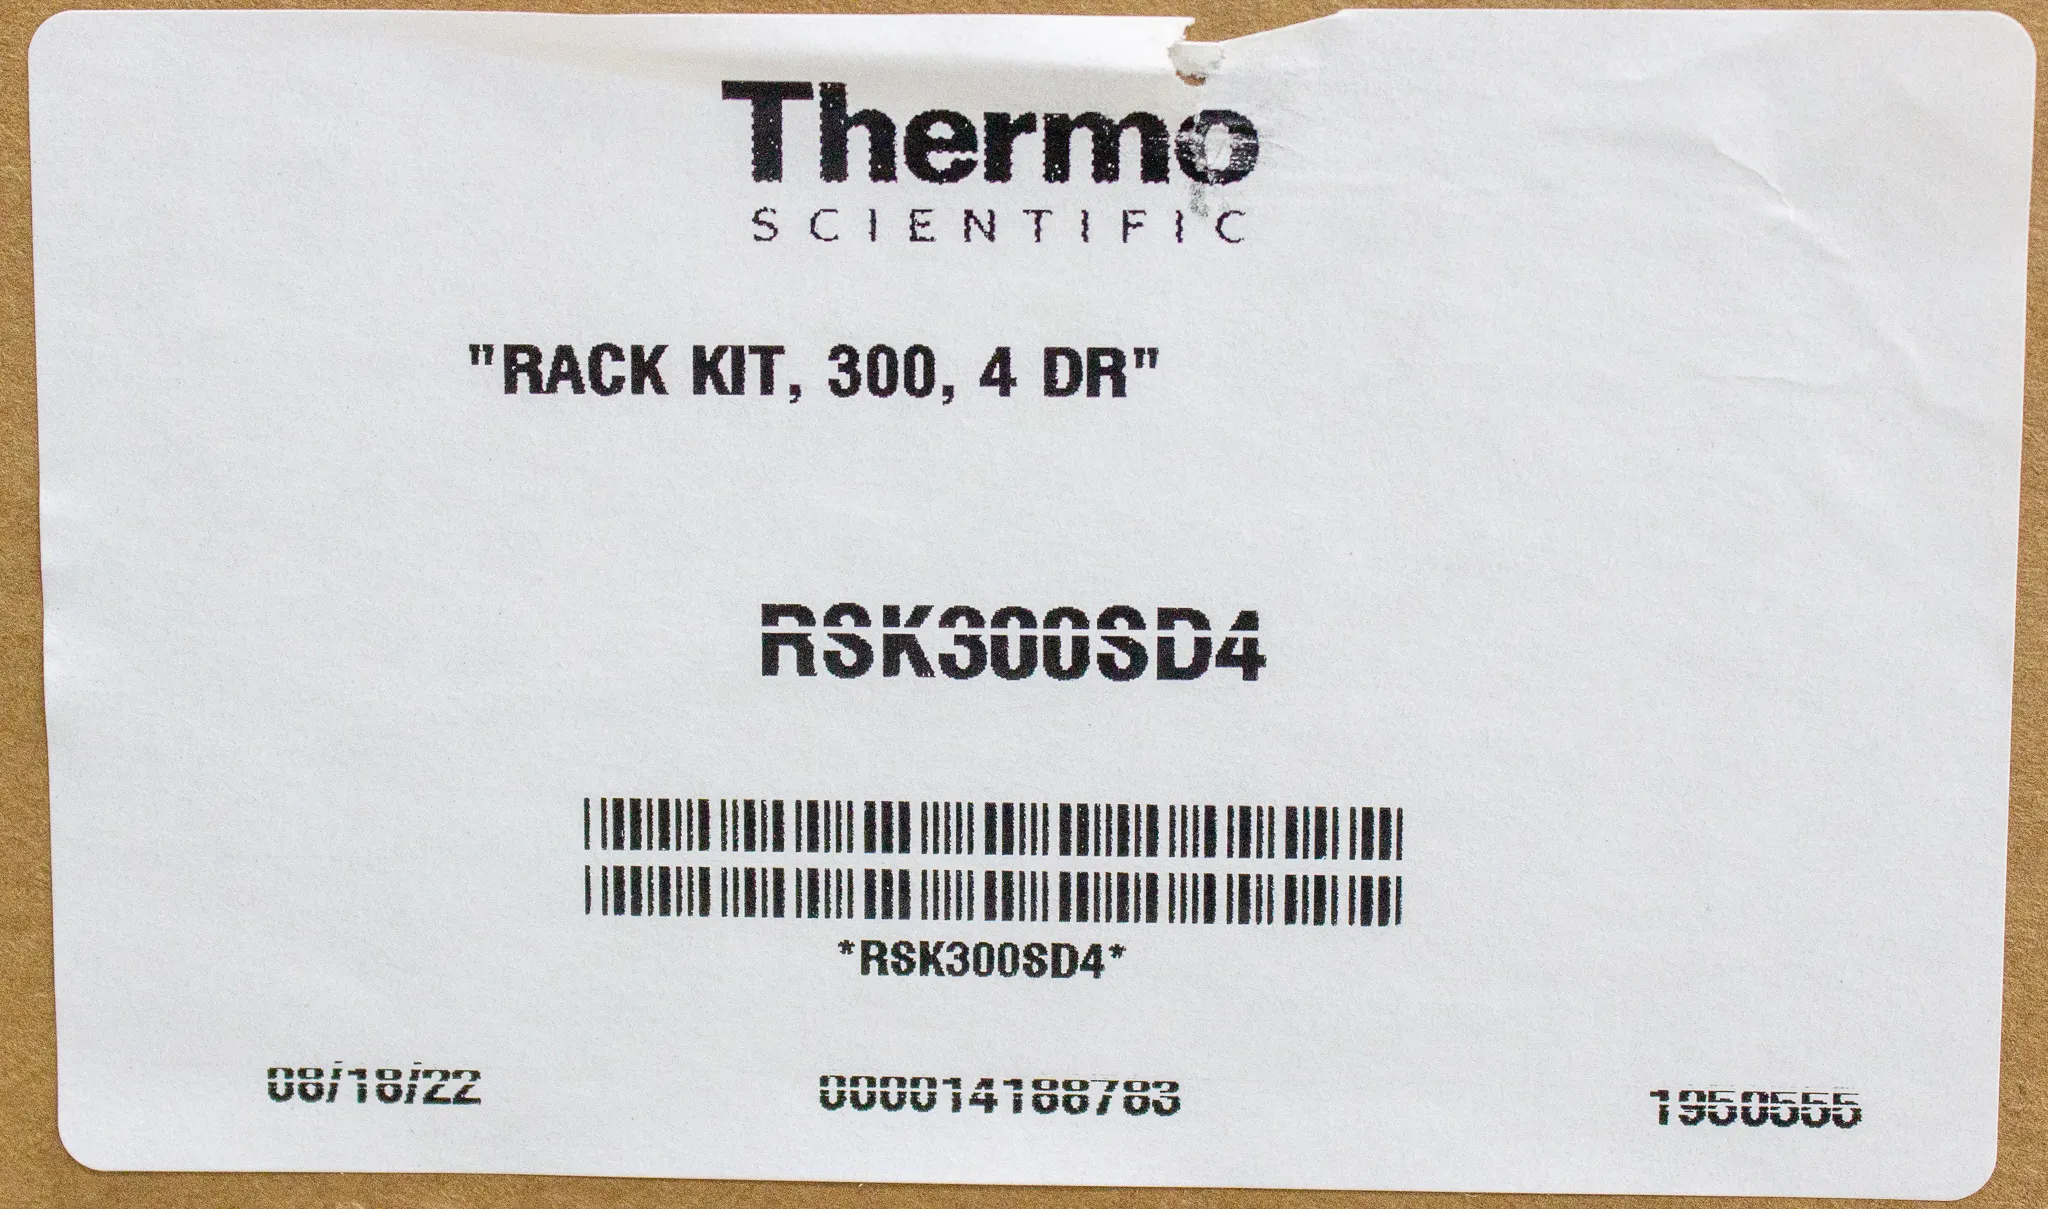 Thermo
SCIENTIFIC
"RACK KIT, 300, 4 DR"
RSK300SD4
*RSK300SD4*
08/18/22
000014188783
1950555